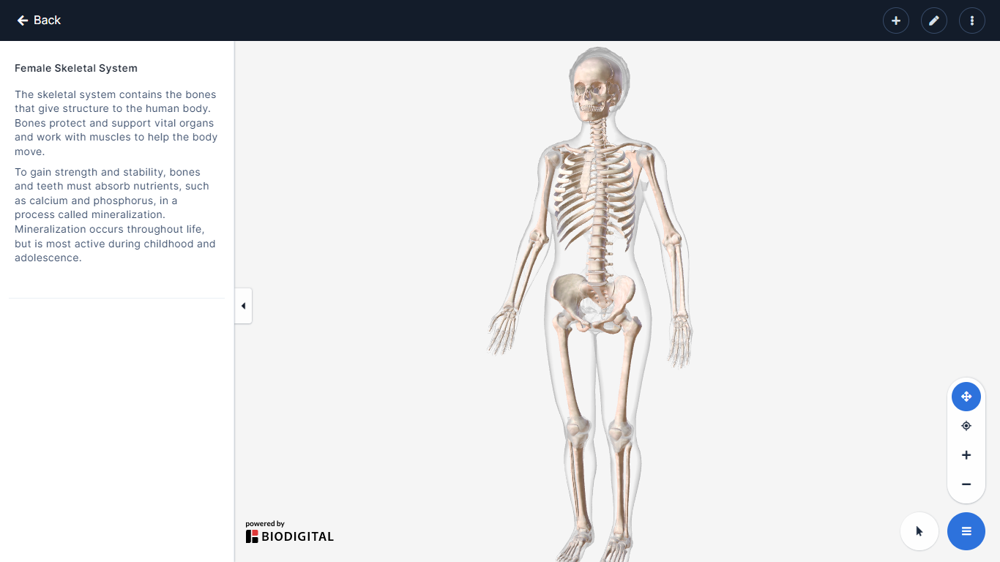 Back
Female Skeletal System
The skeletal system contains the bones
that give structure to the human body.
Bones protect and support vital organs
and work with muscles to help the body
move.
To gain strength and stability, bones
and teeth must absorb nutrients, such
as calcium and phosphorus, in a
process called mineralization.
Mineralization occurs throughout life,
but is most active during childhood and
adolescence.
powered by
BIODIGITAL